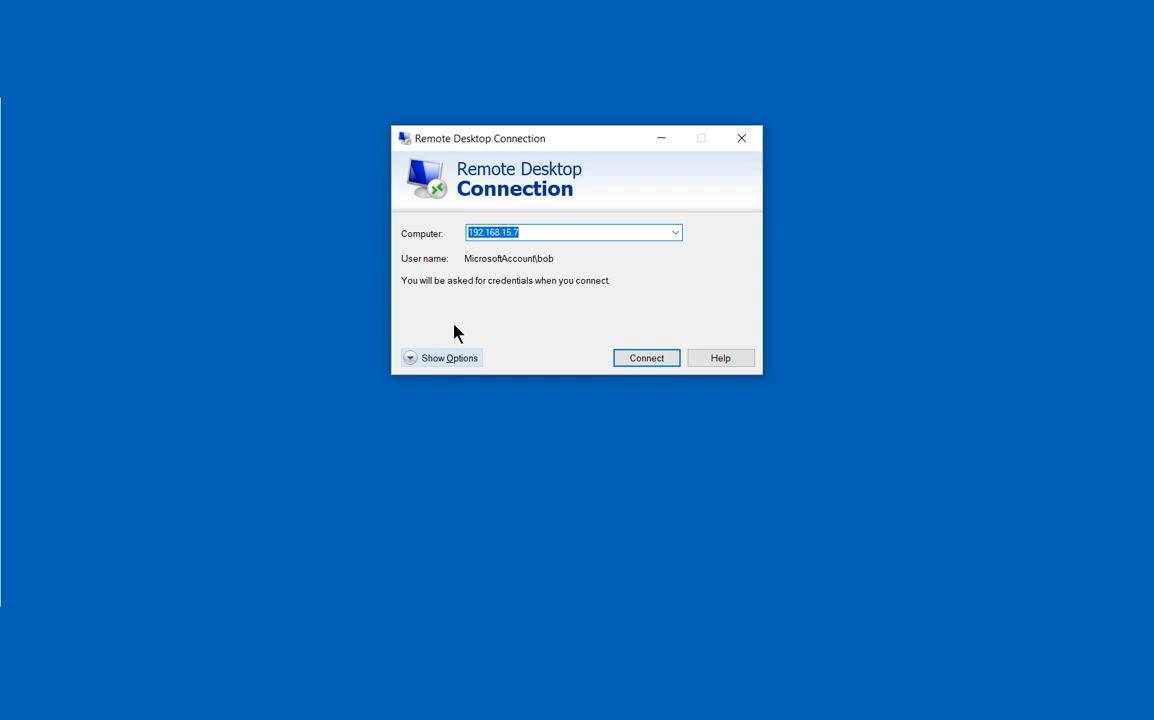 Remote Desktop Connection
Remote Desktop
Connection
Computer: 192.168.15.7
User name: MicrosoftAccount\bob
You will be asked for credentials when you connect.
Show Options Connect Help